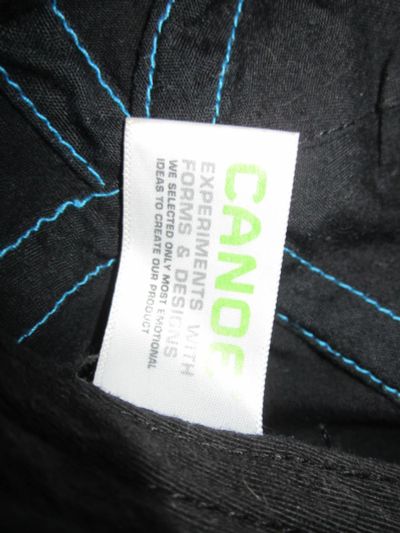 CANOE
EXPERIMENTS WITH
FORMS & DESIGNS
WE SELECTED ONLY MOST EMOTIONAL
IDEAS TO CREATE OUR PRODUCT